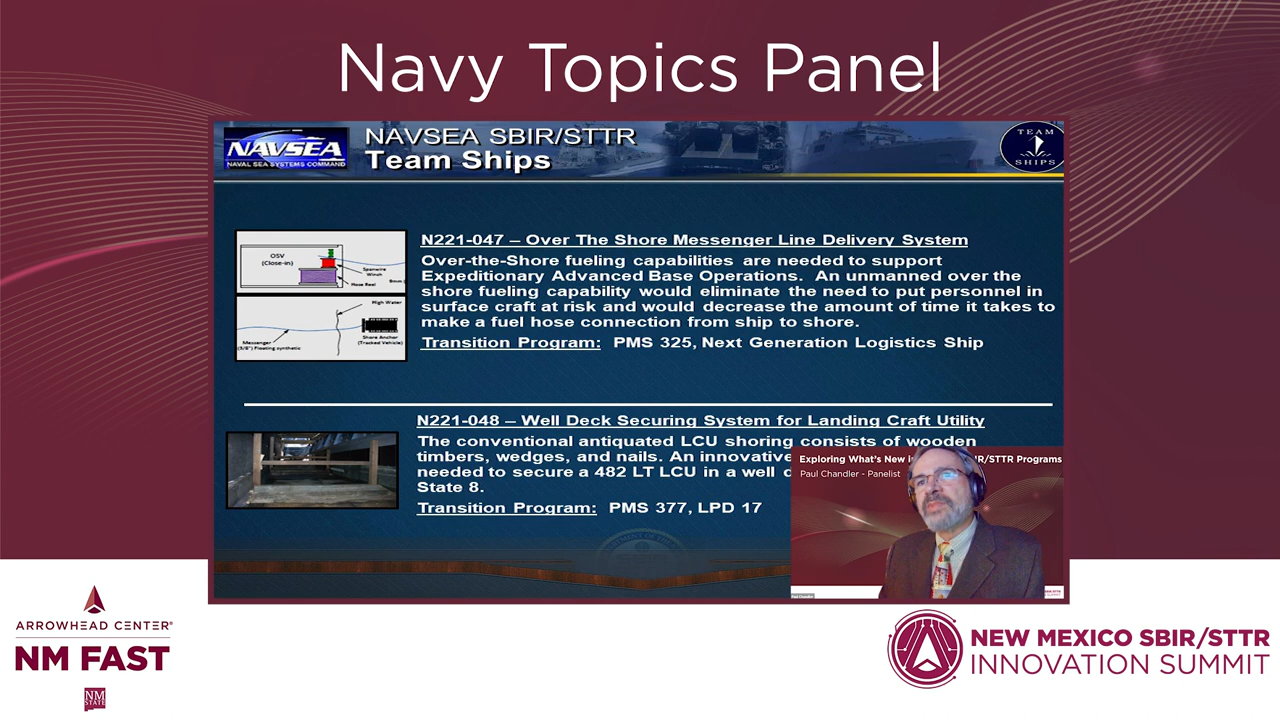 Navy Topics Panel
NAVSEA
NAVAL SEA SYSTEMS COMMAND
NAVSEA SBIR/STTR
Team Ships
TEAM
SHIPS
OSV
(Close-in)
Spanwire
Winch
Hose Reel
8mm
High Water
Messenger
(3/8") Floating synthetic
Shore Anchor
(Tracked Vehicle)
N221-047 – Over The Shore Messenger Line Delivery System
Over-the-Shore fueling capabilities are needed to support
Expeditionary Advanced Base Operations. An unmanned over the
shore fueling capability would eliminate the need to put personnel in
surface craft at risk and would decrease the amount of time it takes to
make a fuel hose connection from ship to shore.
Transition Program: PMS 325, Next Generation Logistics Ship
N221-048 – Well Deck Securing System for Landing Craft Utility
The conventional antiquated LCU shoring consists of wooden
timbers, wedges, and nails. An innovative
needed to secure a 482 LT LCU in a well d
State 8.
Transition Program: PMS 377, LPD 17
Exploring What's New i IR/STTR Programs
Paul Chandler - Panelist
Paul Chandler
ARROWHEAD CENTER®
NM FAST
NM
STATE
NEW MEXICO SBIR/STTR
INNOVATION SUMMIT